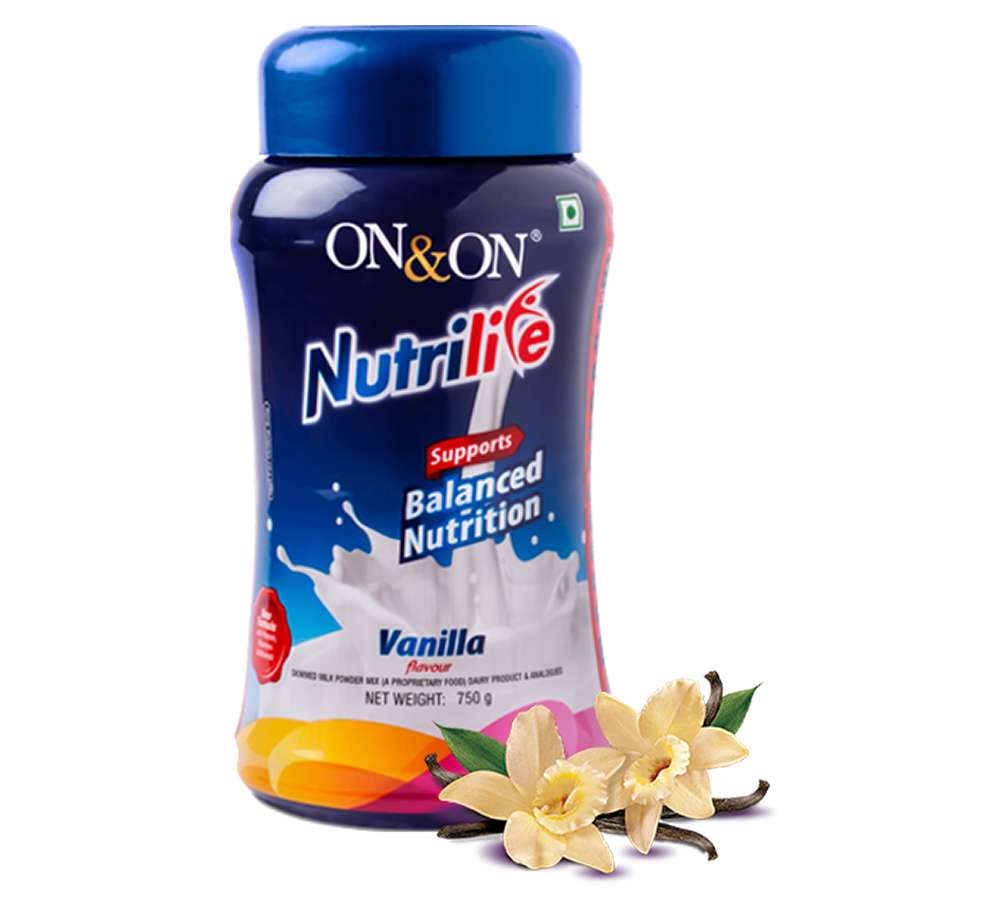 ON&ON®
Nutrilife
Supports
Balanced
Nutrition
Vanilla
flavour
SKIMMED MILK POWDER MIX (A PROPRIETARY FOOD) DAIRY PRODUCT & ANALOGUES
NET WEIGHT: 750 g